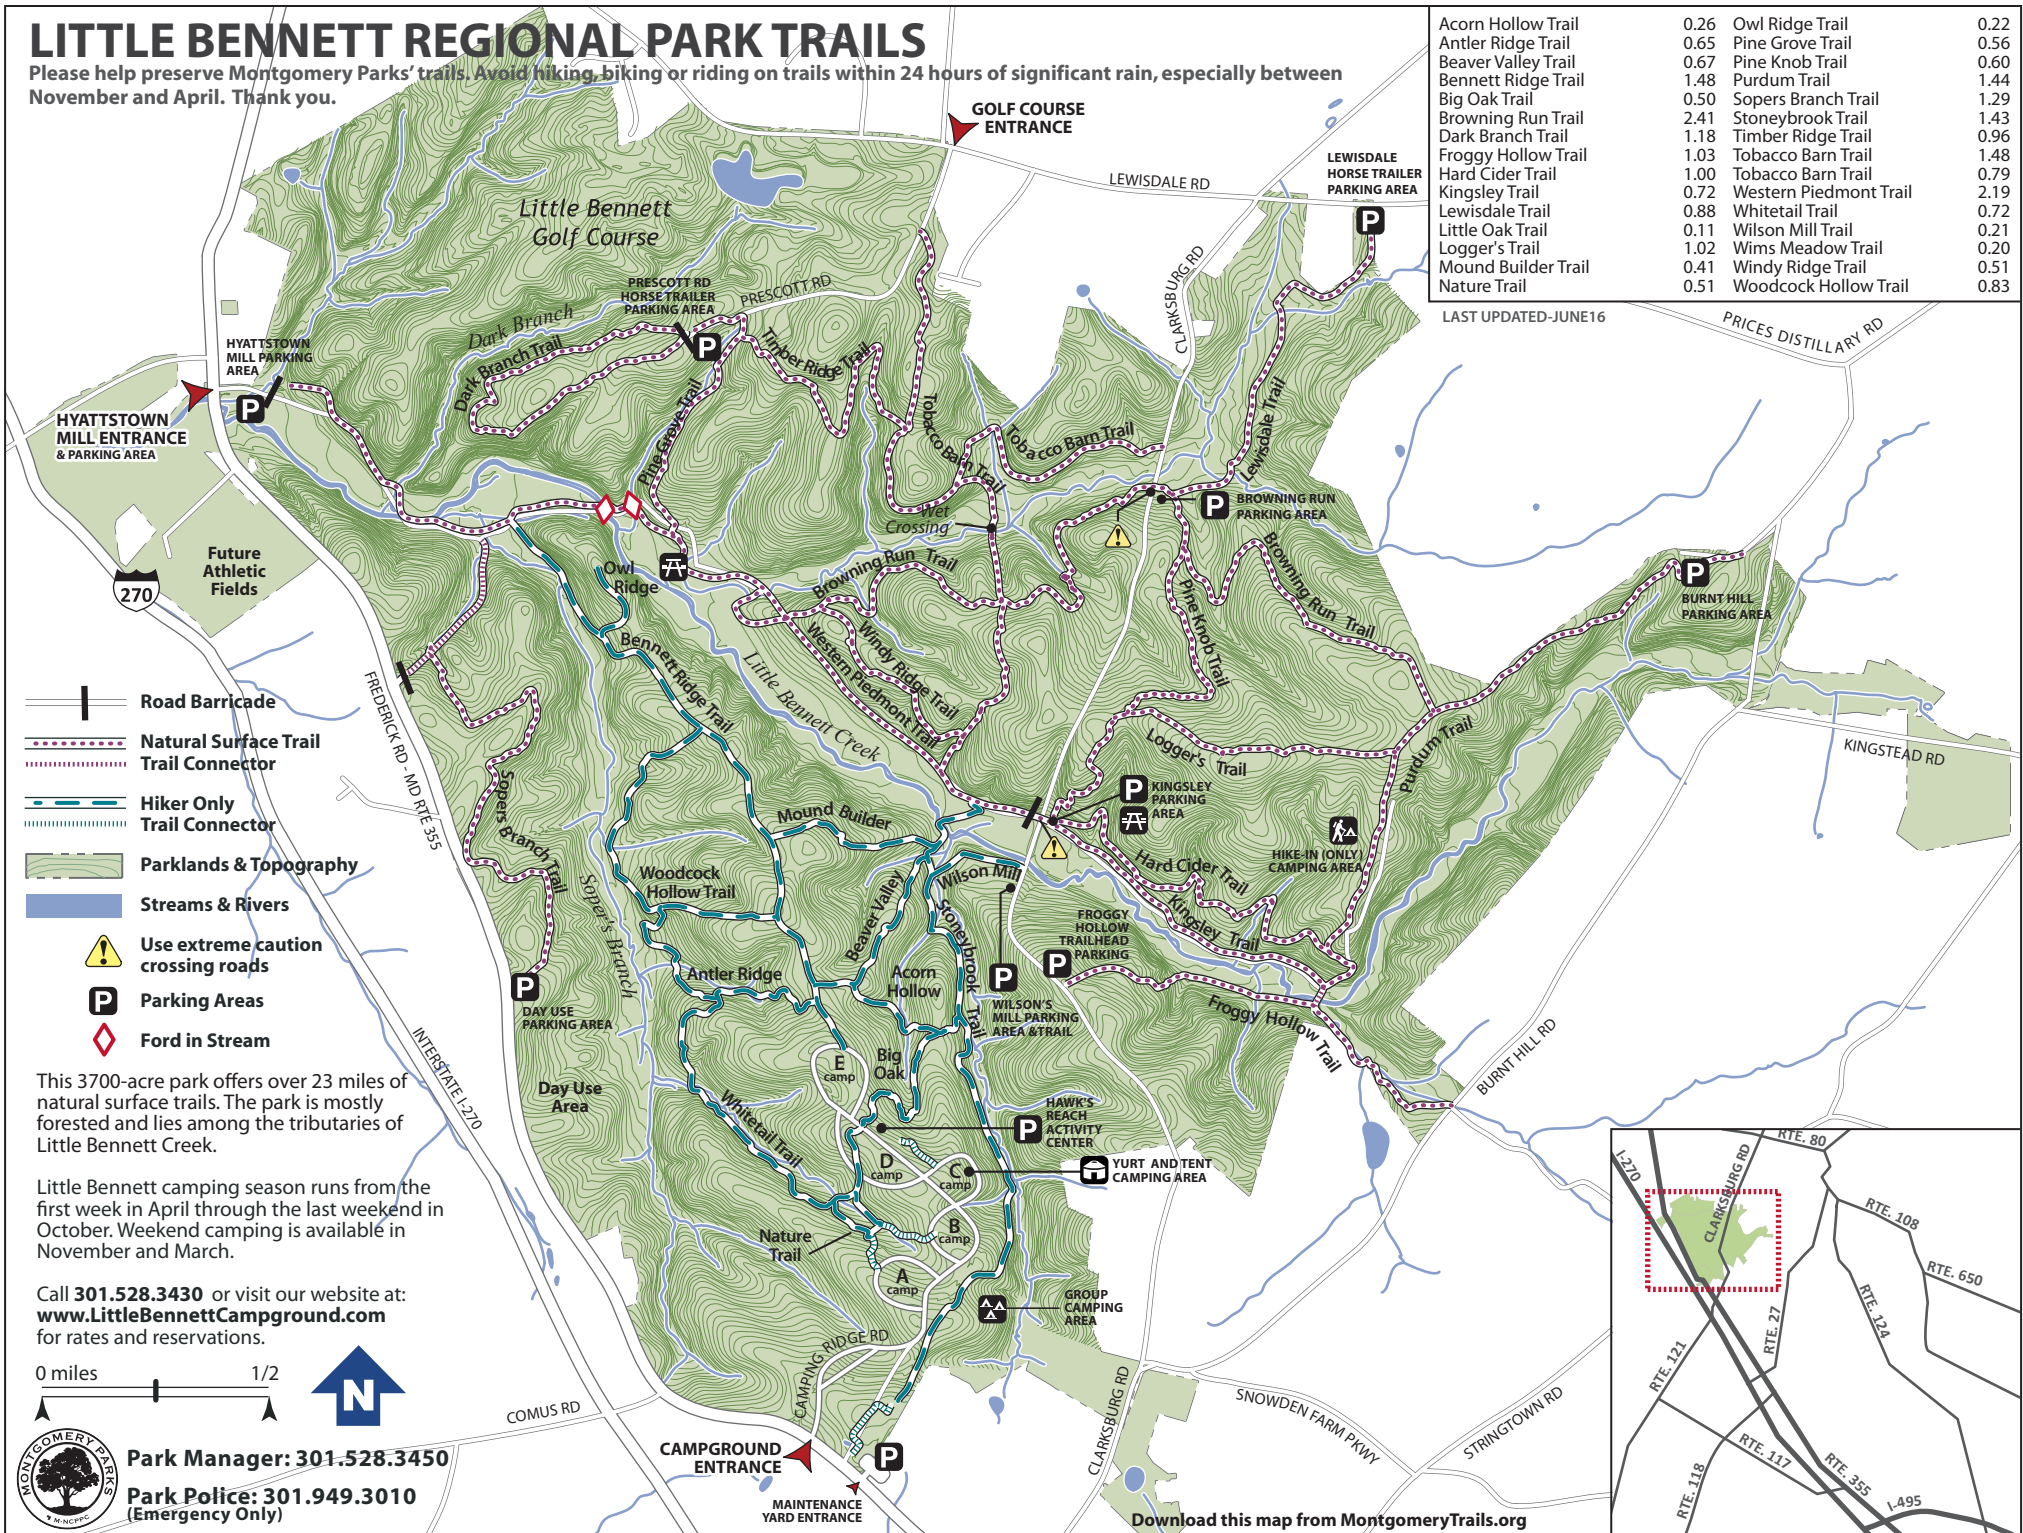 LITTLE BENNETT REGIONAL PARK TRAILS
Please help preserve Montgomery Parks' trails. Avoid hiking, biking or riding on trails within 24 hours of significant rain, especially between
November and April. Thank you.
Acorn Hollow Trail 0.26 Owl Ridge Trail 0.22
Antler Ridge Trail 0.65 Pine Grove Trail 0.56
Beaver Valley Trail 0.67 Pine Knob Trail 0.60
Bennett Ridge Trail 1.48 Purdum Trail 1.44
Big Oak Trail 0.50 Sopers Branch Trail 1.29
Browning Run Trail 2.41 Stoneybrook Trail 1.43
Dark Branch Trail 1.18 Timber Ridge Trail 0.96
Froggy Hollow Trail 1.03 Tobacco Barn Trail 1.48
Hard Cider Trail 1.00 Tobacco Barn Trail 0.79
Kingsley Trail 0.72 Western Piedmont Trail 2.19
Lewisdale Trail 0.88 Whitetail Trail 0.72
Little Oak Trail 0.11 Wilson Mill Trail 0.21
Logger's Trail 1.02 Wims Meadow Trail 0.20
Mound Builder Trail 0.41 Windy Ridge Trail 0.51
Nature Trail 0.51 Woodcock Hollow Trail 0.83
LAST UPDATED-JUNE16
GOLF COURSE
ENTRANCE
LEWISDALE RD
LEWISDALE
HORSE TRAILER
PARKING AREA
P
Little Bennett
Golf Course
CLARKSBURG RD
PRICES DISTILLARY RD
PRESCOTT RD
HORSE TRAILER
PARKING AREA
P
PRESCOTT RD
Dark Branch
Dark Branch Trail
Timber Ridge Trail
HYATTSTOWN
MILL PARKING
AREA
P
HYATTSTOWN
MILL ENTRANCE
& PARKING AREA
Pine Grove Trail
Tobacco Barn Trail
Tobacco Barn Trail
Lewisdale Trail
Wet
Crossing
P
BROWNING RUN
PARKING AREA
Future
Athletic
Fields
270
Owl
Ridge
Browning Run Trail
Browning Run Trail
Pine Knob Trail
P
BURNT HILL
PARKING AREA
Bennett Ridge Trail
Little Bennett Creek
Western Piedmont Trail
Windy Ridge Trail
FREDERICK RD - MD RTE 355
Logger's Trail
Purdum Trail
KINGSTEAD RD
Road Barricade
Natural Surface Trail
Trail Connector
Hiker Only
Trail Connector
Parklands & Topography
Streams & Rivers
Use extreme caution
crossing roads
P
Parking Areas
Ford in Stream
Sopers Branch Trail
Soper's Branch
P
KINGSLEY
PARKING
AREA
HIKE-IN (ONLY)
CAMPING AREA
Mound Builder
Woodcock
Hollow Trail
Wilson Mill
Hard Cider Trail
Kingsley Trail
Beaver Valley
Stoneybrook Trail
FROGGY
HOLLOW
TRAILHEAD
PARKING
P
Antler Ridge
Acorn
Hollow
P
WILSON'S
MILL PARKING
AREA &TRAIL
Froggy Hollow Trail
P
DAY USE
PARKING AREA
Day Use
Area
BURNT HILL RD
INTERSTATE I-270
E
camp
Big
Oak
Whitetail Trail
P
HAWK'S
REACH
ACTIVITY
CENTER
D
camp
C
camp
YURT AND TENT
CAMPING AREA
B
camp
Nature
Trail
A
camp
GROUP
CAMPING
AREA
This 3700-acre park offers over 23 miles of
natural surface trails. The park is mostly
forested and lies among the tributaries of
Little Bennett Creek.
Little Bennett camping season runs from the
first week in April through the last weekend in
October. Weekend camping is available in
November and March.
Call 301.528.3430 or visit our website at:
www.LittleBennettCampground.com
for rates and reservations.
0 miles 1/2
N
MONTGOMERY PARKS
M-NCPPC
Park Manager: 301.528.3450
Park Police: 301.949.3010
(Emergency Only)
COMUS RD
CAMPING RIDGE RD
CAMPGROUND
ENTRANCE
P
MAINTENANCE
YARD ENTRANCE
CLARKSBURG RD
SNOWDEN FARM PKWY
STRINGTOWN RD
Download this map from MontgomeryTrails.org
RTE. 80
I-270
CLARKSBURG RD
RTE. 108
RTE. 650
RTE. 27
RTE. 124
RTE. 121
RTE. 117
RTE. 118
RTE. 355
I-495